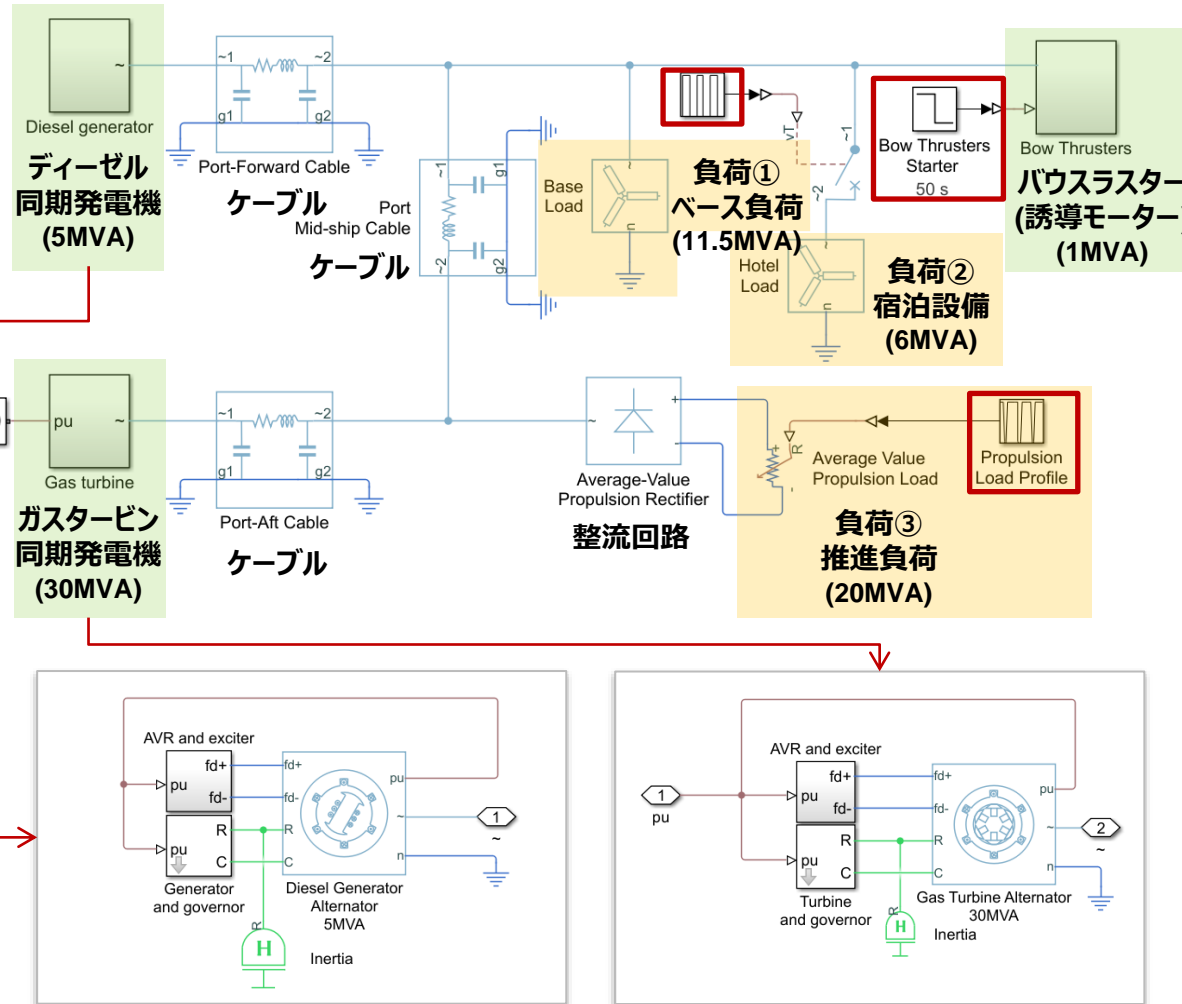 ~
Diesel generator
ディーゼル
同期発電機
(5MVA)
~1
~2
g1
g2
Port-Forward Cable
ケーブル
~1
g1
~2
g2
Port
Mid-ship Cable
ケーブル
~
Base
Load
n
負荷①
ベース負荷
(11.5MVA)
vT
~1
~2
~
Hotel
Load
n
負荷②
宿泊設備
(6MVA)
Bow Thrusters
Starter
50 s
Bow Thrusters
バウスラスター
(誘導モーター)
(1MVA)
pu
~
Gas turbine
ガスタービン
同期発電機
(30MVA)
~1
~2
g1
g2
Port-Aft Cable
ケーブル
~
+
-
Average-Value
Propulsion Rectifier
整流回路
+
R
-
Average Value
Propulsion Load
Propulsion
Load Profile
負荷③
推進負荷
(20MVA)
AVR and exciter
pu
fd+
fd-
fd+
fd-
pu
pu
R
C
R
C
~
n
1
~
Generator
and governor
Diesel Generator
Alternator
5MVA
R
H
Inertia
AVR and exciter
1
pu
pu
fd+
fd-
fd+
fd-
pu
pu
R
C
R
C
~
n
2
~
Turbine
and governor
Gas Turbine Alternator
30MVA
R
H
Inertia